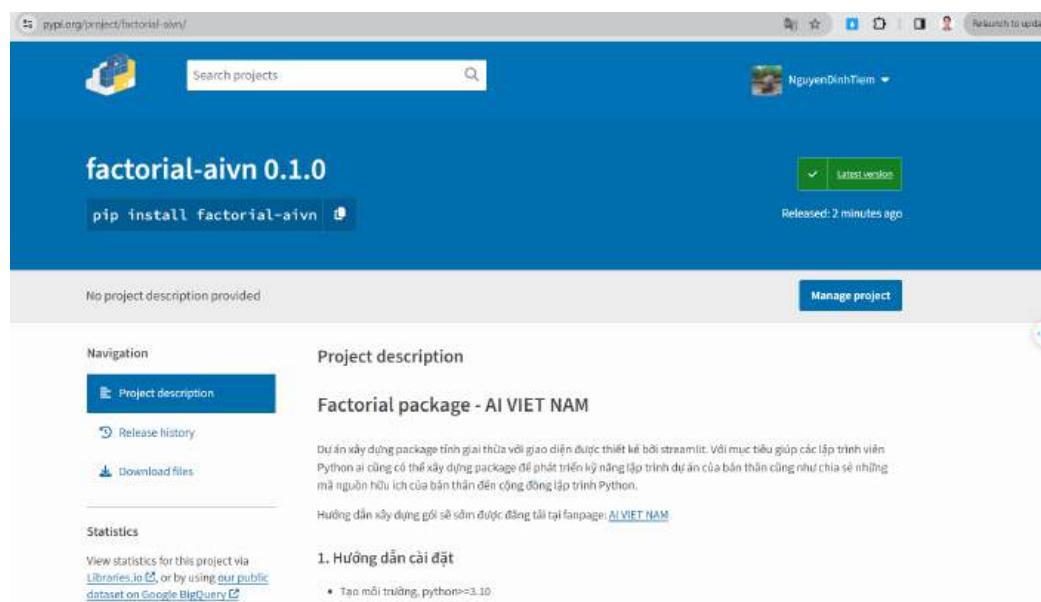 pypi.org/project/factorial-aivn/
Relaunch to upda
Search projects
NguyenDinhTiem
factorial-aivn 0.1.0
Latest version
pip install factorial-aivn
Released: 2 minutes ago
No project description provided
Manage project
Navigation
Project description
Release history
Download files
Statistics
View statistics for this project via
Libraries.io, or by using our public
dataset on Google BigQuery
Project description
Factorial package - AI VIET NAM
Dự án xây dựng package tính giai thừa với giao diện được thiết kế bởi streamlit. Với mục tiêu giúp các lập trình viên
Python ai cũng có thể xây dựng package để phát triển kỹ năng lập trình dự án của bản thân cũng như chia sẻ những
mã nguồn hữu ích của bản thân đến cộng đồng lập trình Python.
Hướng dẫn xây dựng gói sẽ sớm được đăng tải tại fanpage: AI VIET NAM
1. Hướng dẫn cài đặt
• Tạo môi trường, python>=3.10